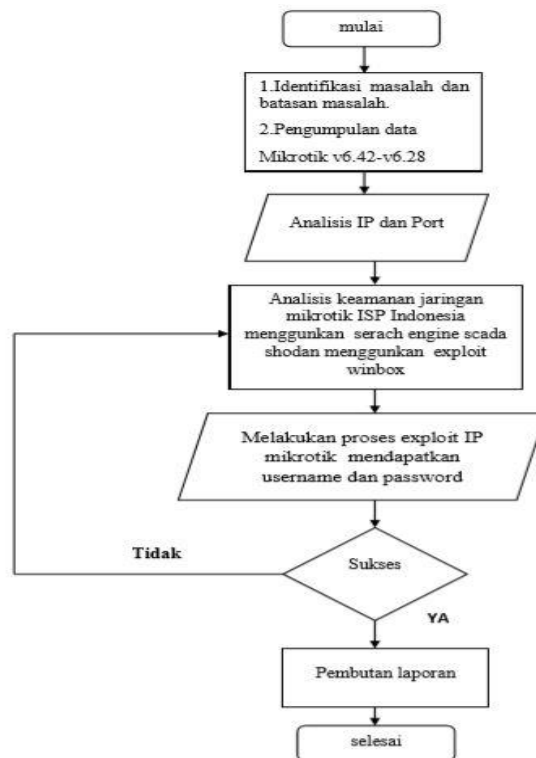 mulai
1.Identifikasi masalah dan
batasan masalah.
2.Pengumpulan data
Mikrotik v6.42-v6.28
Analisis IP dan Port
Analisis keamanan jaringan
mikrotik ISP Indonesia
menggunkan serach engine scada
shodan menggunkan exploit
winbox
Melakukan proses exploit IP
mikrotik mendapatkan
username dan password
Tidak
Sukses
YA
Pembutan laporan
selesai